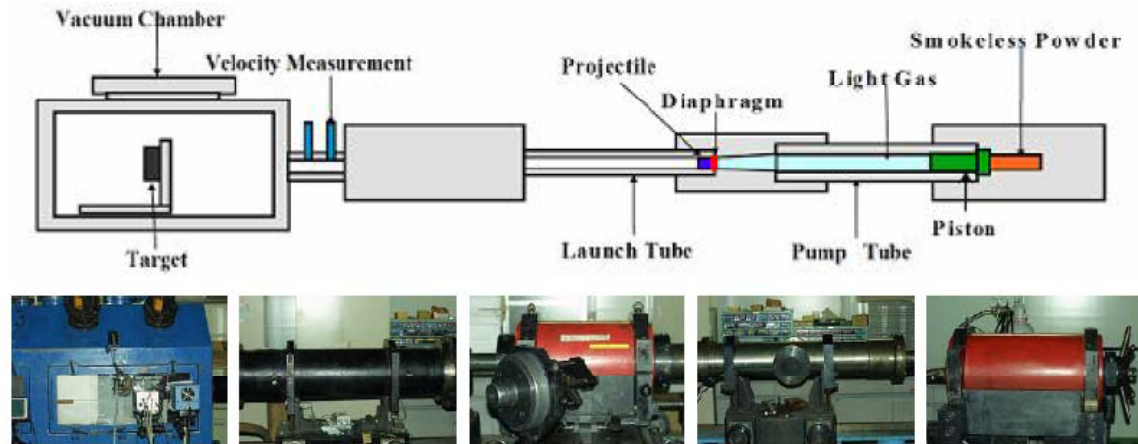 Vacuum Chamber
Velocity Measurement
Projectile
Diaphragm
Smokeless Powder
Light Gas
Target
Launch Tube
Pump Tube
Piston